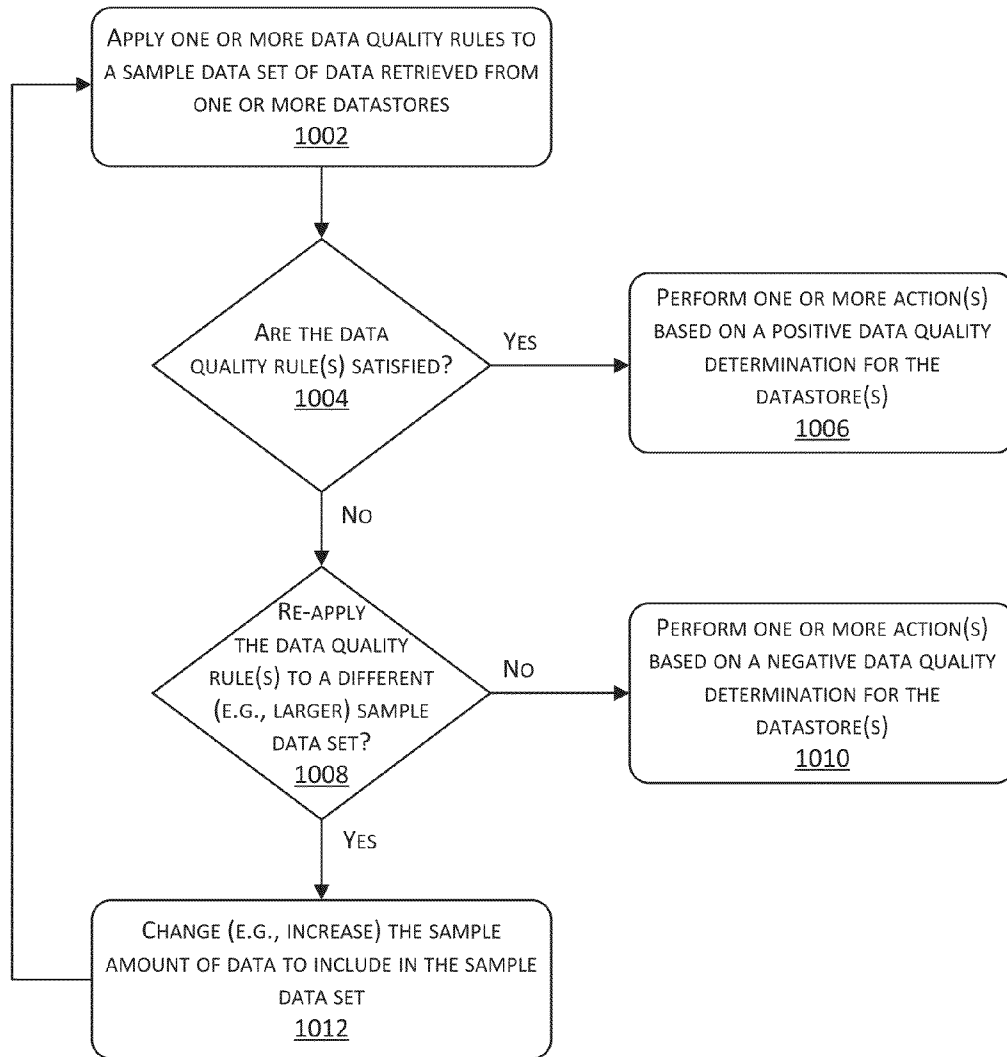 APPLY ONE OR MORE DATA QUALITY RULES TO
A SAMPLE DATA SET OF DATA RETRIEVED FROM
ONE OR MORE DATASTORES
1002
ARE THE DATA
QUALITY RULE(S) SATISFIED?
1004
YES
PERFORM ONE OR MORE ACTION(S)
BASED ON A POSITIVE DATA QUALITY
DETERMINATION FOR THE
DATASTORE(S)
1006
NO
RE-APPLY
THE DATA QUALITY
RULE(S) TO A DIFFERENT
(E.G., LARGER) SAMPLE
DATA SET?
1008
NO
PERFORM ONE OR MORE ACTION(S)
BASED ON A NEGATIVE DATA QUALITY
DETERMINATION FOR THE
DATASTORE(S)
1010
YES
CHANGE (E.G., INCREASE) THE SAMPLE
AMOUNT OF DATA TO INCLUDE IN THE SAMPLE
DATA SET
1012